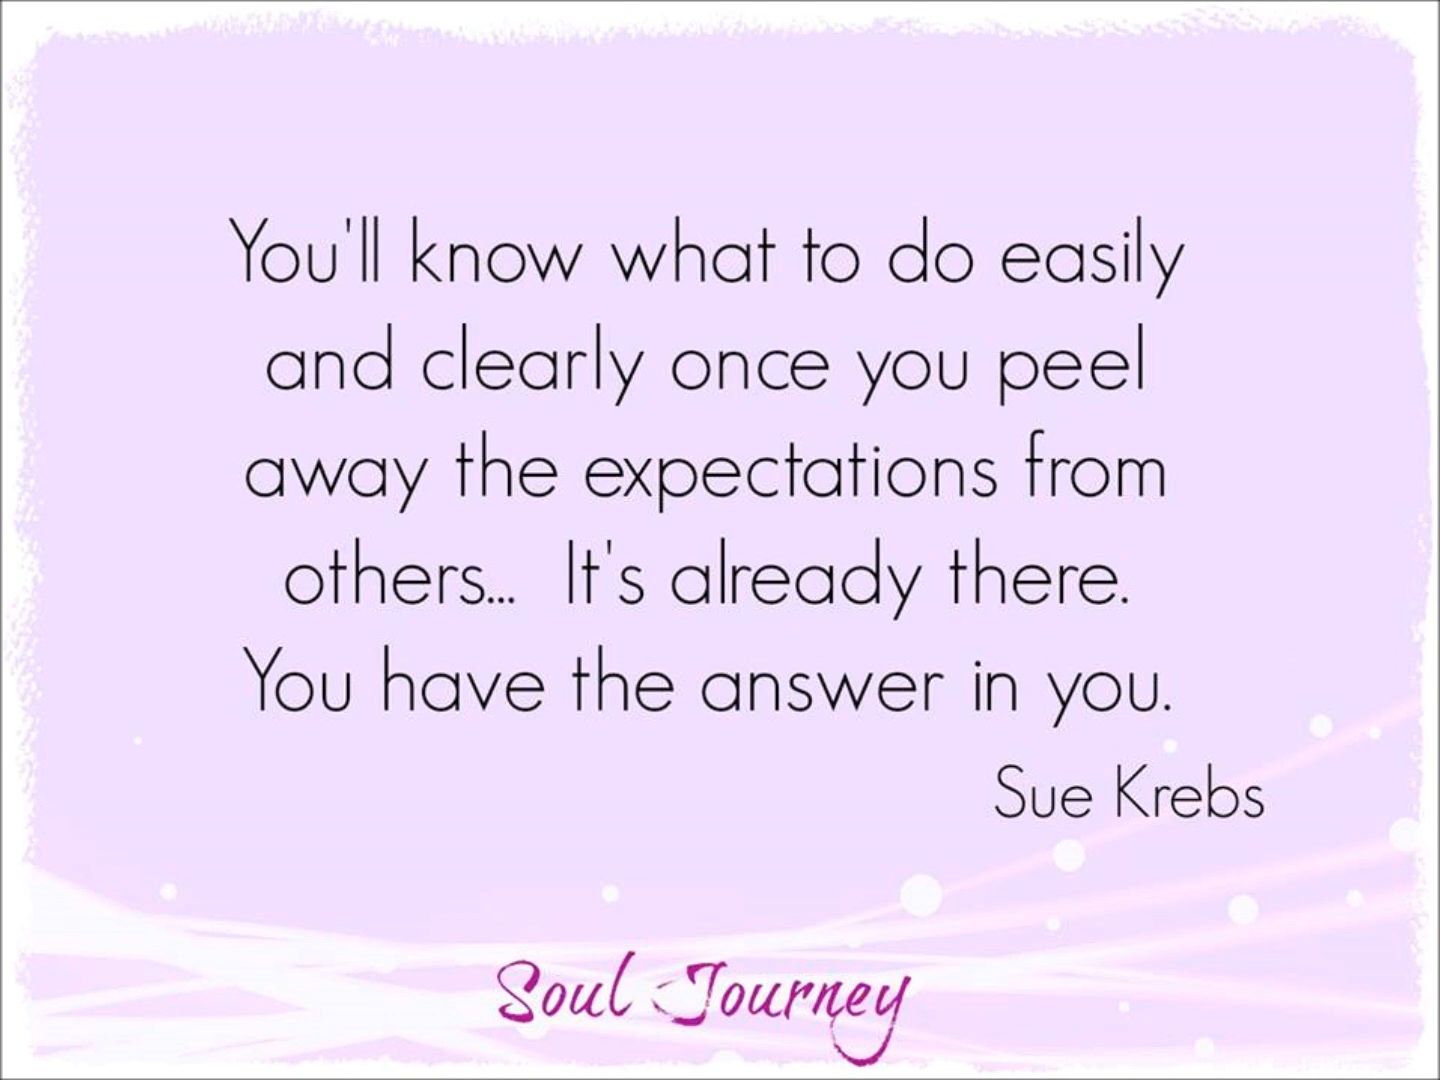 You'll know what to do easily
and clearly once you peel
away the expectations from
others... It's already there.
You have the answer in you.
Sue Krebs
Soul Journey